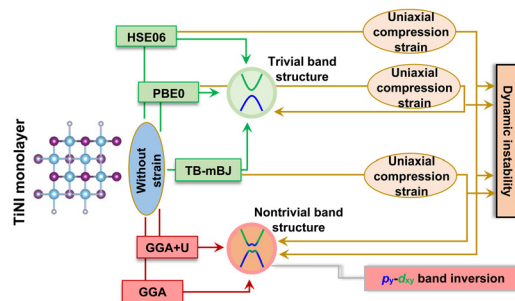 HSE06
Uniaxial
compression
strain
Trivial band
structure
PBE0
Uniaxial
compression
strain
TiNI monolayer
Without
strain
TB-mBJ
Uniaxial
compression
strain
Dynamic instability
Nontrivial band
structure
GGA+U
GGA
py-dxy band inversion